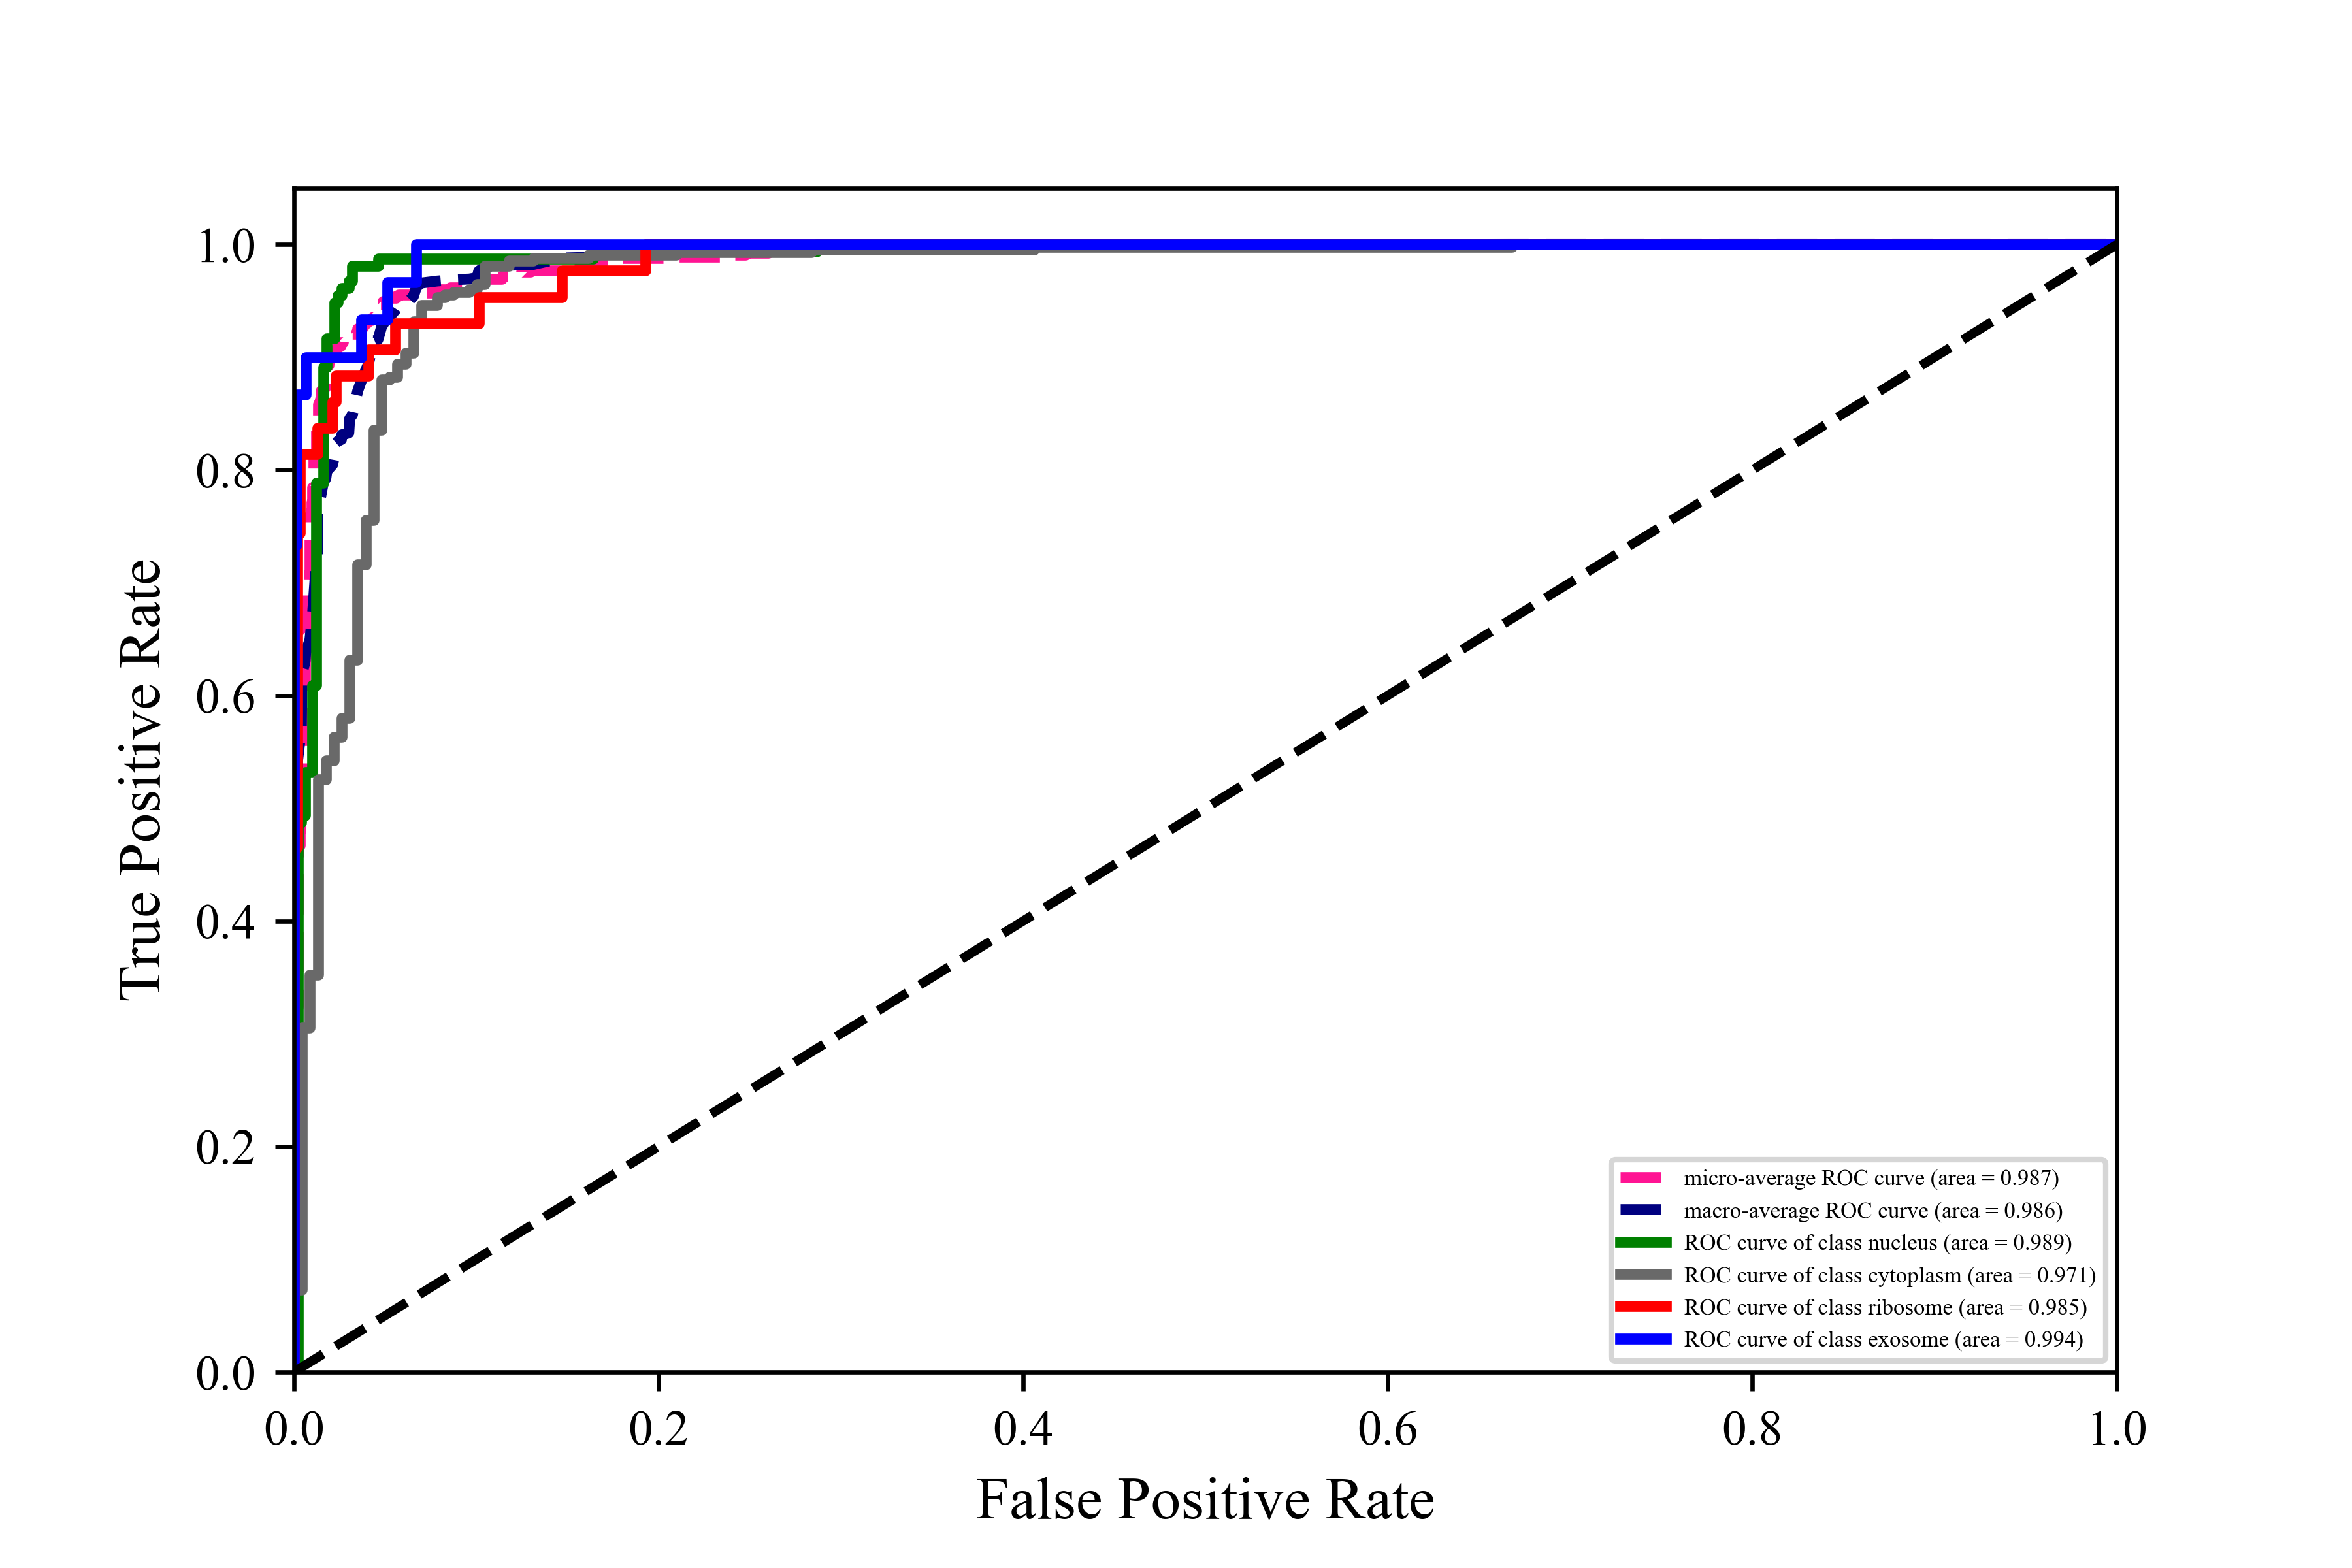 1.0
0.8
0.6
0.4
0.2
0.0
True Positive Rate
0.0 0.2 0.4 0.6 0.8 1.0
False Positive Rate
micro-average ROC curve (area = 0.987)
macro-average ROC curve (area = 0.986)
ROC curve of class nucleus (area = 0.989)
ROC curve of class cytoplasm (area = 0.971)
ROC curve of class ribosome (area = 0.985)
ROC curve of class exosome (area = 0.994)